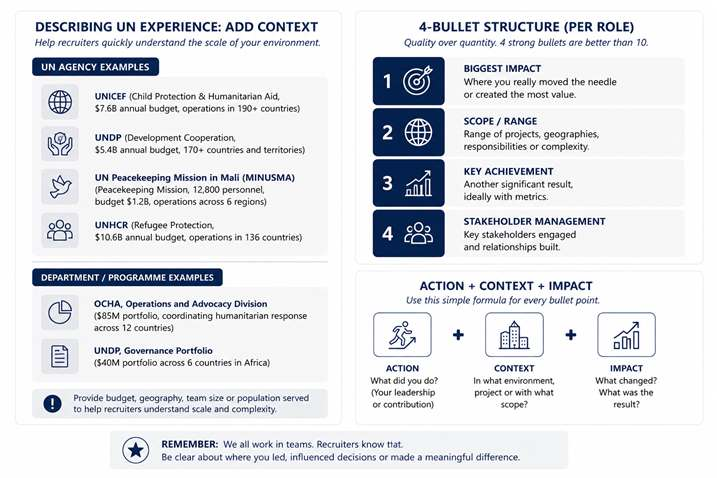 DESCRIBING UN EXPERIENCE: ADD CONTEXT
Help recruiters quickly understand the scale of your environment.
UN AGENCY EXAMPLES
UNICEF (Child Protection & Humanitarian Aid,
$7.6B annual budget, operations in 190+ countries)
UNDP (Development Cooperation,
$5.4B annual budget, 170+ countries and territories)
UN Peacekeeping Mission in Mali (MINUSMA)
(Peacekeeping Mission, 12,800 personnel,
budget $1.2B, operations across 6 regions)
UNHCR (Refugee Protection,
$10.6B annual budget, operations in 136 countries)
DEPARTMENT / PROGRAMME EXAMPLES
OCHA, Operations and Advocacy Division
($85M portfolio, coordinating humanitarian response
across 12 countries)
UNDP, Governance Portfolio
($40M portfolio across 6 countries in Africa)
! Provide budget, geography, team size or population served
to help recruiters understand scale and complexity.
4-BULLET STRUCTURE (PER ROLE)
Quality over quantity. 4 strong bullets are better than 10.
1
BIGGEST IMPACT
Where you really moved the needle
or created the most value.
2
SCOPE / RANGE
Range of projects, geographies,
responsibilities or complexity.
3
KEY ACHIEVEMENT
Another significant result,
ideally with metrics.
4
STAKEHOLDER MANAGEMENT
Key stakeholders engaged
and relationships built.
ACTION + CONTEXT + IMPACT
Use this simple formula for every bullet point.
+ +
ACTION
What did you do?
(Your leadership
or contribution)
CONTEXT
In what environment,
project or with what
scope?
IMPACT
What changed?
What was the
result?
REMEMBER: We all work in teams. Recruiters know that.
Be clear about where you led, influenced decisions or made a meaningful difference.